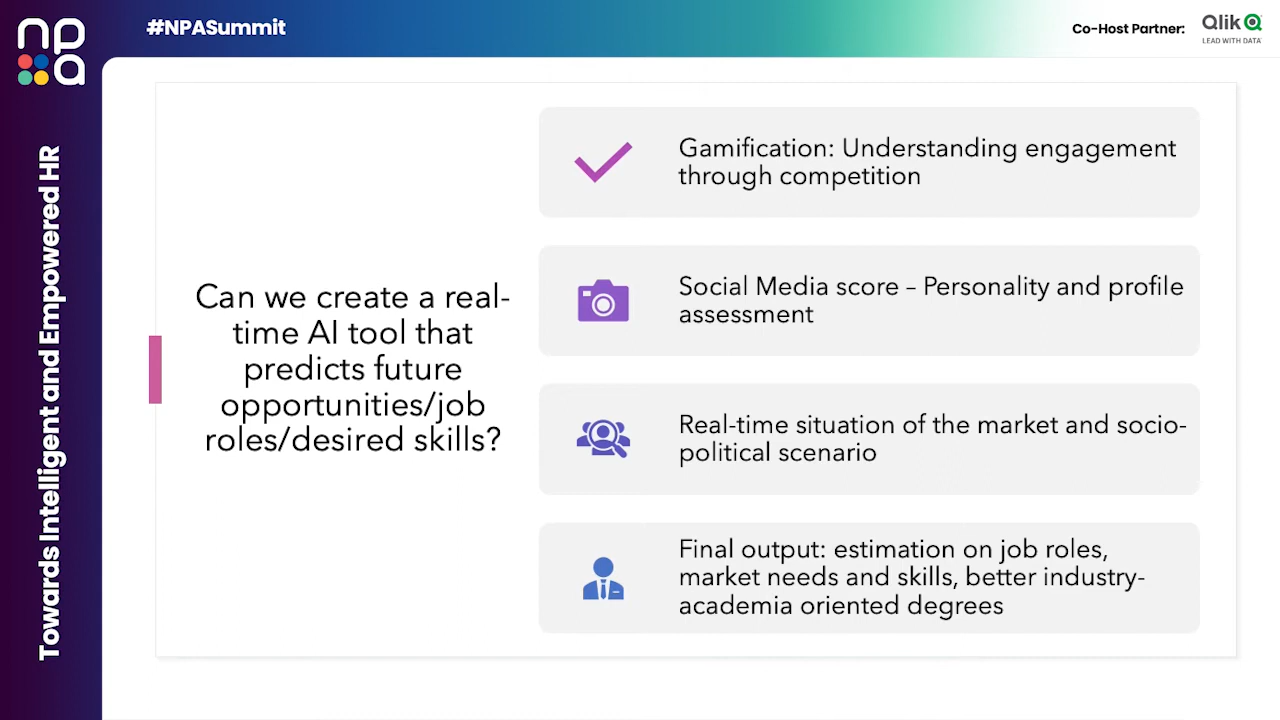 npa
#NPASummit
Co-Host Partner:
Qlik
LEAD WITH DATA
Towards Intelligent and Empowered HR
Can we create a real-
time AI tool that
predicts future
opportunities/job
roles/desired skills?
Gamification: Understanding engagement
through competition
Social Media score – Personality and profile
assessment
Real-time situation of the market and socio-
political scenario
Final output: estimation on job roles,
market needs and skills, better industry-
academia oriented degrees